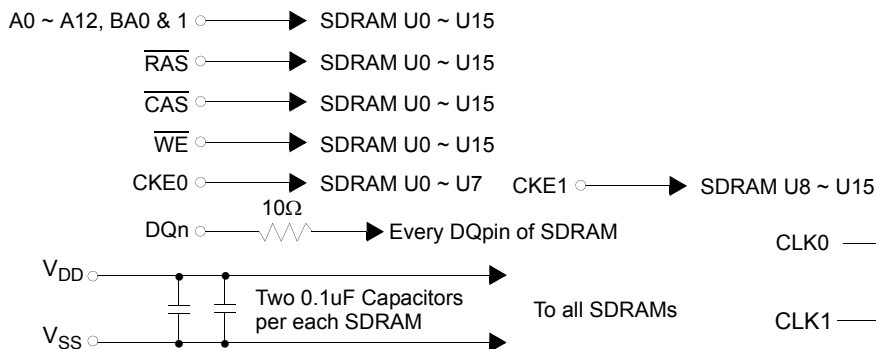 A0 ~ A12, BA0 & 1 SDRAM U0 ~ U15
RAS SDRAM U0 ~ U15
CAS SDRAM U0 ~ U15
WE SDRAM U0 ~ U15
CKE0 SDRAM U0 ~ U7 CKE1 SDRAM U8 ~ U15
10Ω
DQn Every DQpin of SDRAM
CLK0
VDD
Two 0.1uF Capacitors
per each SDRAM
To all SDRAMs
CLK1
VSS